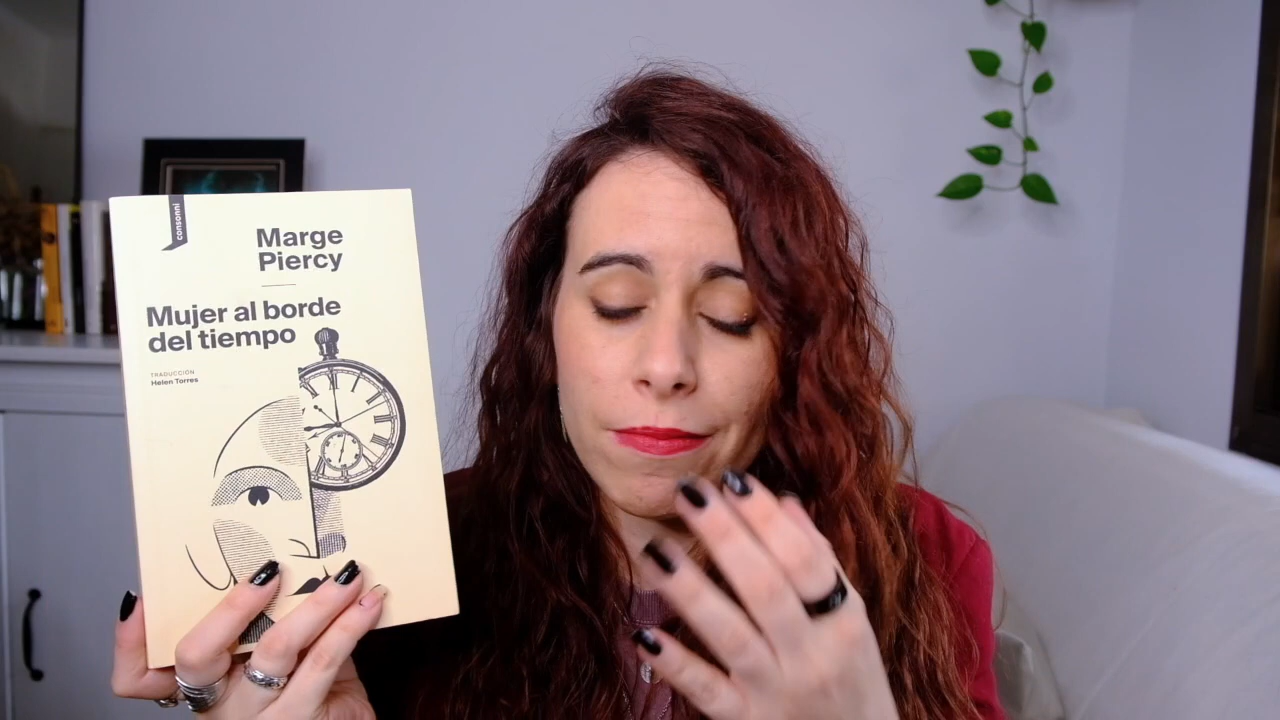 consonni
Marge
Piercy
Mujer al borde
del tiempo
TRADUCCIÓN
Helen Torres